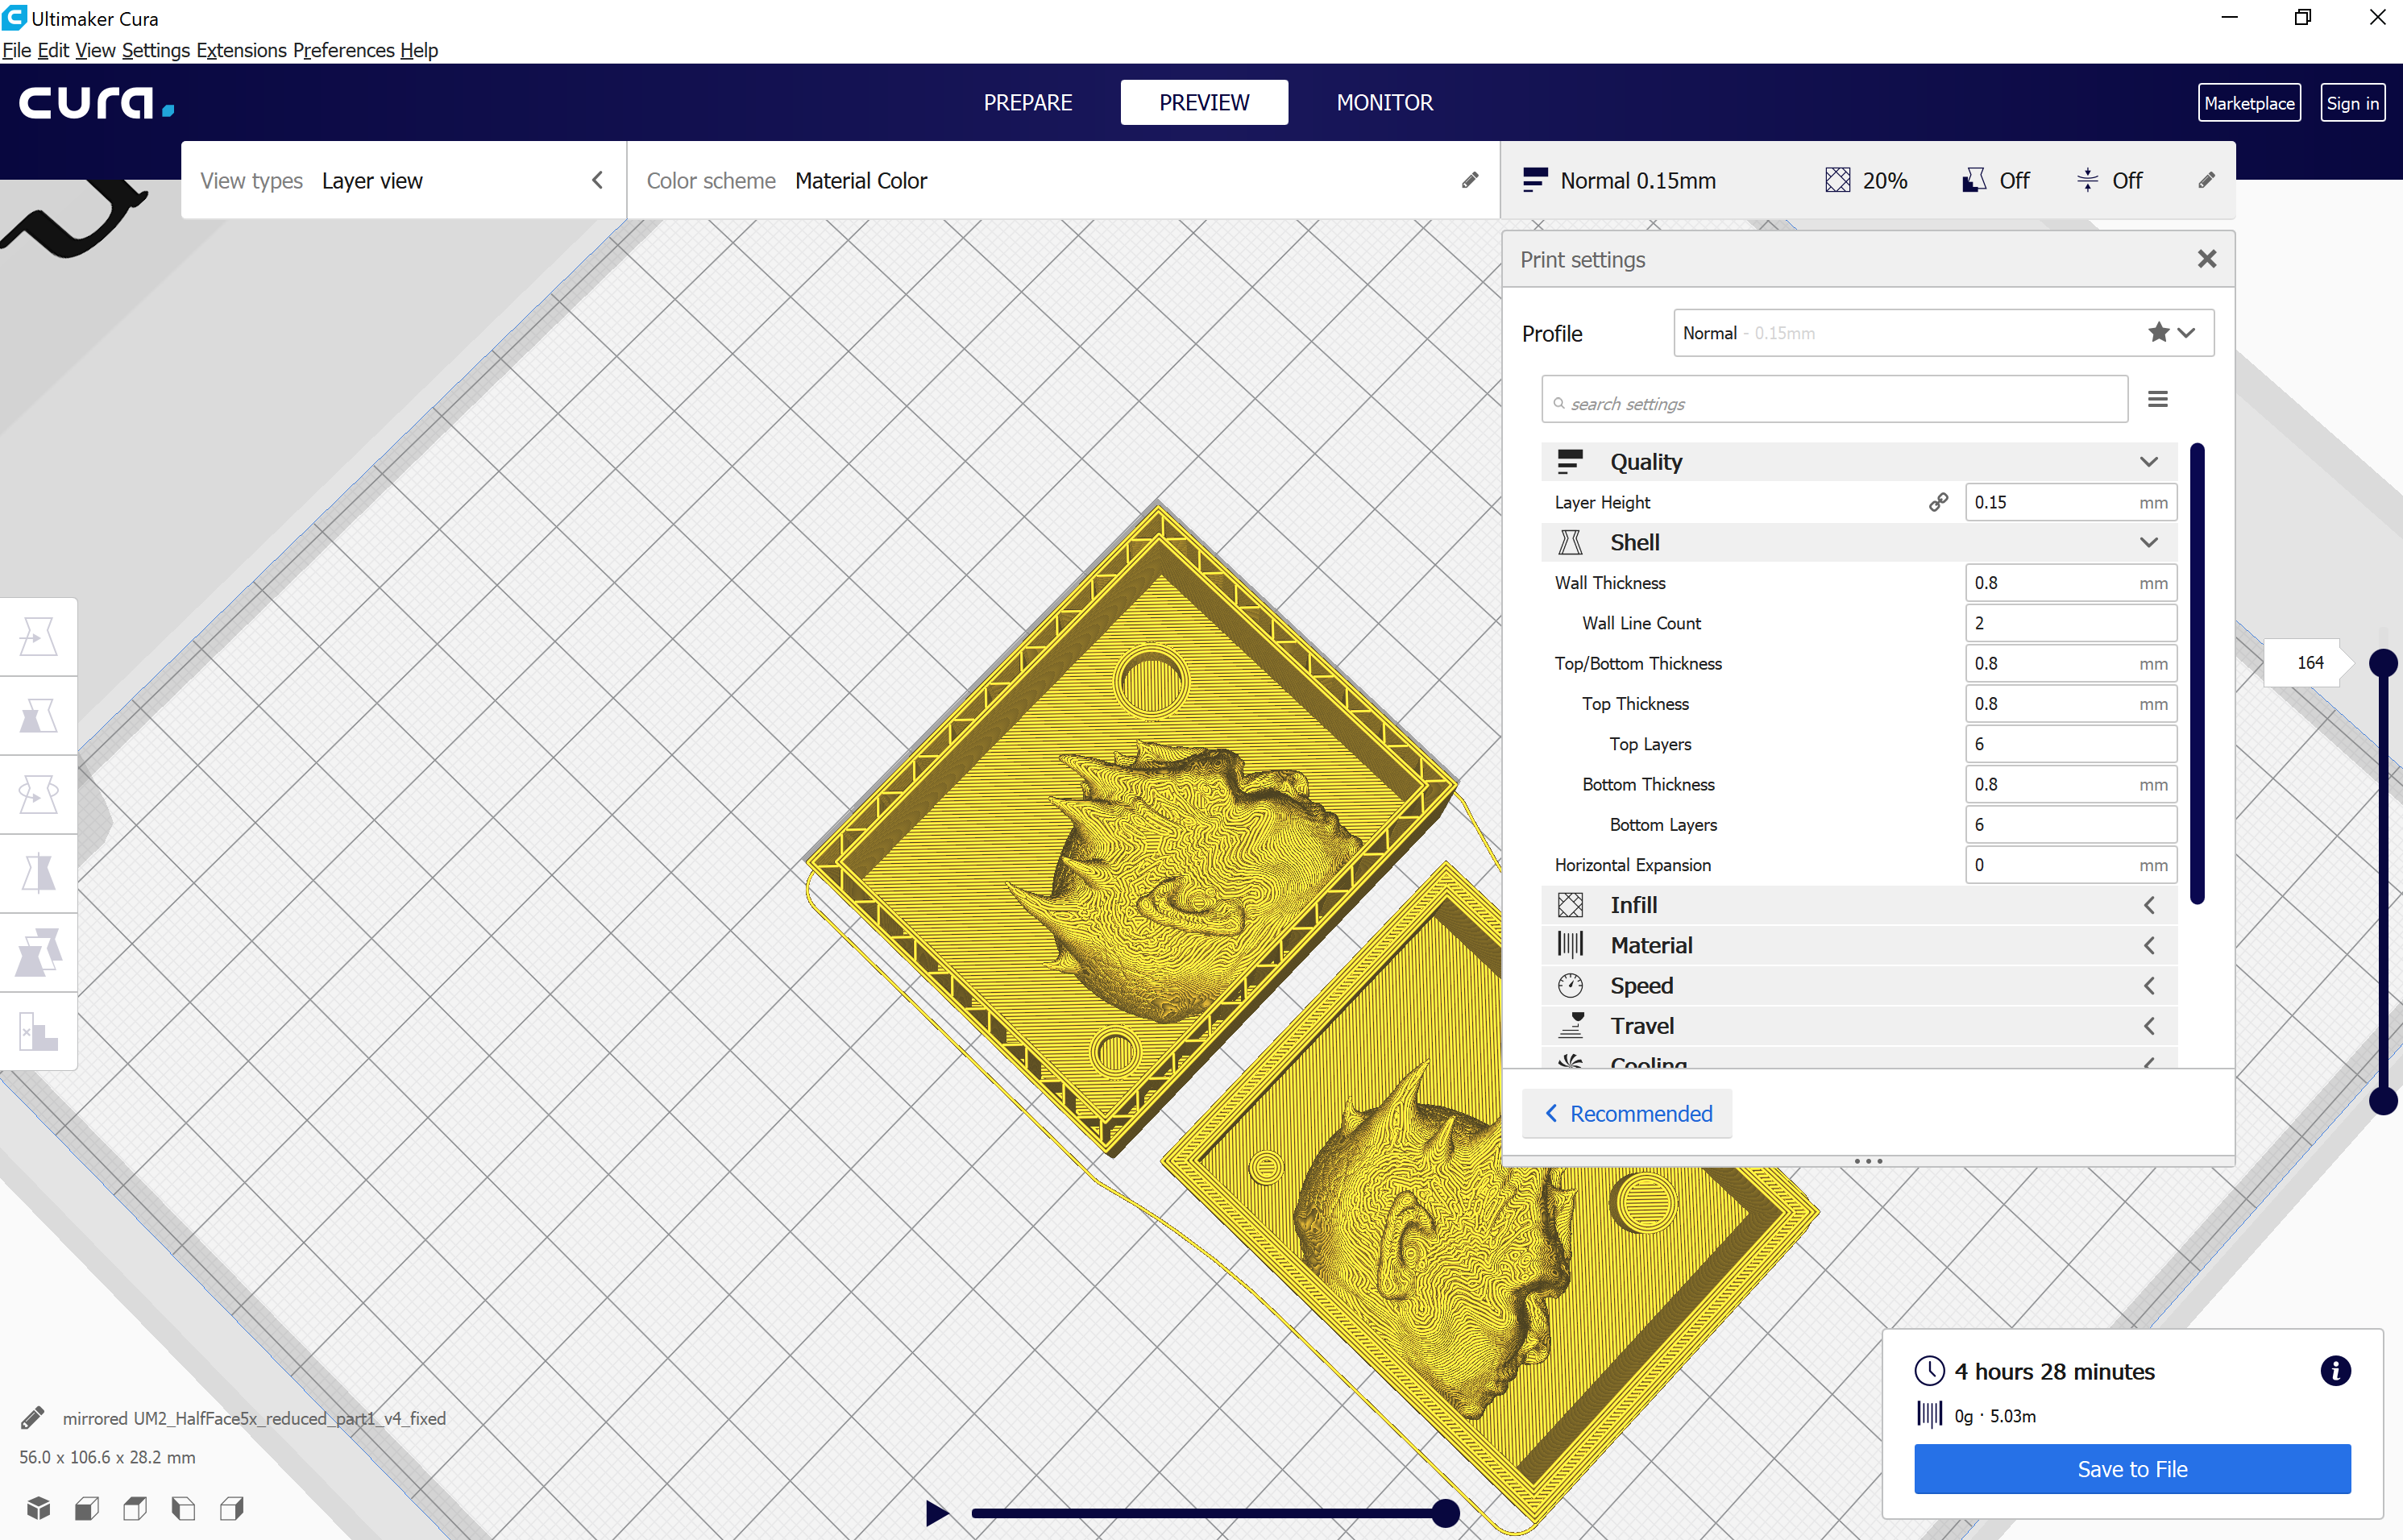 Ultimaker Cura
File Edit View Settings Extensions Preferences Help
cura.
PREPARE
PREVIEW
MONITOR
Marketplace
Sign in
View types Layer view
Color scheme Material Color
Normal 0.15mm
20%
Off
Off
Print settings
Profile
Normal - 0.15mm
search settings
Quality
Layer Height 0.15 mm
Shell
Wall Thickness 0.8 mm
Wall Line Count 2
Top/Bottom Thickness 0.8 mm
Top Thickness 0.8 mm
Top Layers 6
Bottom Thickness 0.8 mm
Bottom Layers 6
Horizontal Expansion 0 mm
Infill
Material
Speed
Travel
Cooling
Recommended
164
4 hours 28 minutes
0g · 5.03m
Save to File
mirrored UM2_HalfFace5x_reduced_part1_v4_fixed
56.0 x 106.6 x 28.2 mm